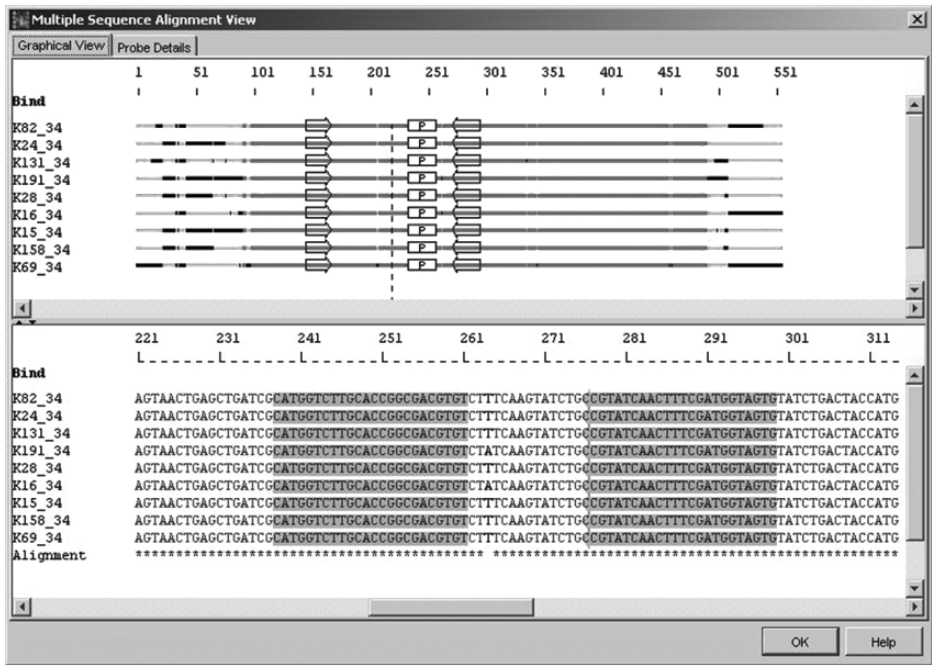 Multiple Sequence Alignment View
Graphical View Probe Details
1 51 101 151 201 251 301 351 401 451 501 551
Bind
K82_34 P
K24_34 P
K131_34 P
K191_34 P
K28_34 P
K16_34 P
K15_34 P
K158_34 P
K69_34 P
221 231 241 251 261 271 281 291 301 311
Bind
K82_34 AGTAACTGAGCTGATCGCATGGTCTTGCACCGGCGACGTGTCTTTCAAGTATCTGCCGTATCAACTTTCGATGGTAGTGTATCTGACTACCATG
K24_34 AGTAACTGAGCTGATCGCATGGTCTTGCACCGGCGACGTGTCTTTCAAGTATCTGCCGTATCAACTTTCGATGGTAGTGTATCTGACTACCATG
K131_34 AGTAACTGAGCTGATCGCATGGTCTTGCACCGGCGACGTGTCTTTCAAGTATCTGCCGTATCAACTTTCGATGGTAGTGTATCTGACTACCATG
K191_34 AGTAACTGAGCTGATCGCATGGTCTTGCACCGGCGACGTGTCTATCAAGTATCTGCCGTATCAACTTTCGATGGTAGTGTATCTGACTACCATG
K28_34 AGTAACTGAGCTGATCGCATGGTCTTGCACCGGCGACGTGTCTTTCAAGTATCTGCCGTATCAACTTTCGATGGTAGTGTATCTGACTACCATG
K16_34 AGTAACTGAGCTGATCGCATGGTCTTGCACCGGCGACGTGTCTATCAAGTATCTGCCGTATCAACTTTCGATGGTAGTGTATCTGACTACCATG
K15_34 AGTAACTGAGCTGATCGCATGGTCTTGCACCGGCGACGTGTCTTTCAAGTATCTGCCGTATCAACTTTCGATGGTAGTGTATCTGACTACCATG
K158_34 AGTAACTGAGCTGATCGCATGGTCTTGCACCGGCGACGTGTCTTTCAAGTATCTGCCGTATCAACTTTCGATGGTAGTGTATCTGACTACCATG
K69_34 AGTAACTGAGCTGATCGCATGGTCTTGCACCGGCGACGTGTCTTTCAAGTATCTGCCGTATCAACTTTCGATGGTAGTGTATCTGACTACCATG
Alignment ******************************************* **************************************************
OK Help